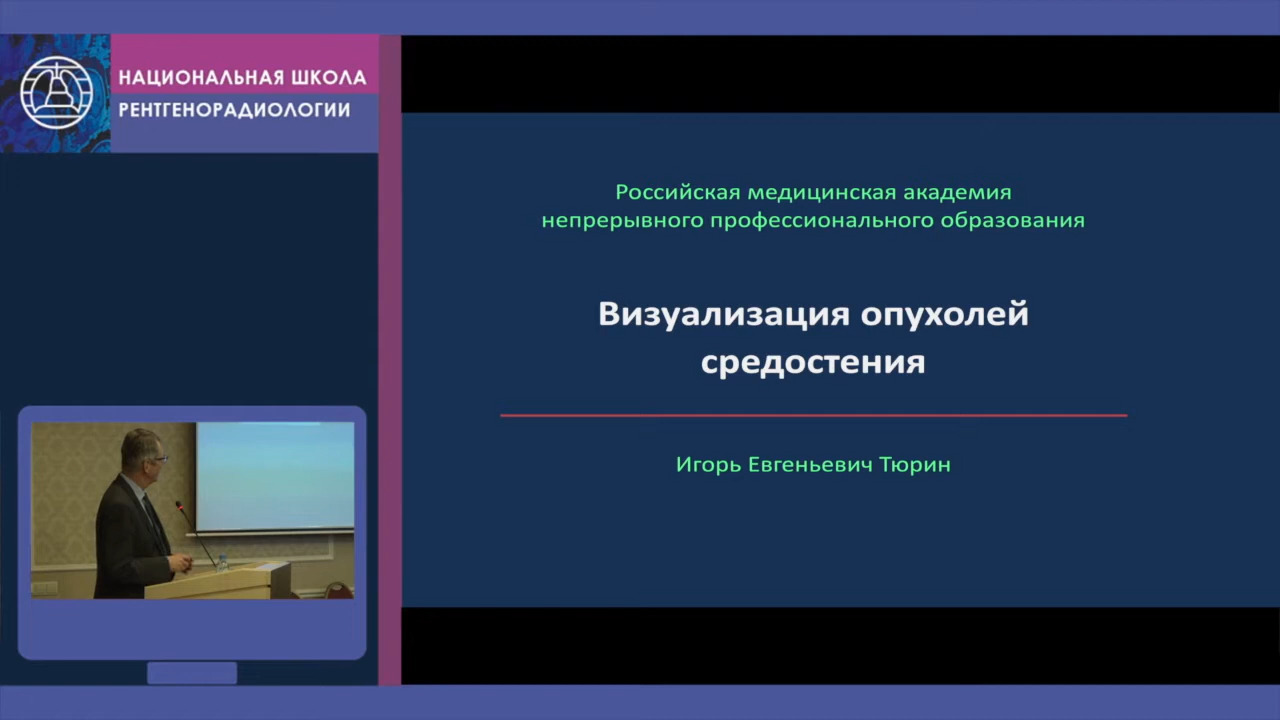 НАЦИОНАЛЬНАЯ ШКОЛА
РЕНТГЕНОРАДИОЛОГИИ
Российская медицинская академия
непрерывного профессионального образования
Визуализация опухолей
средостения
Игорь Евгеньевич Тюрин